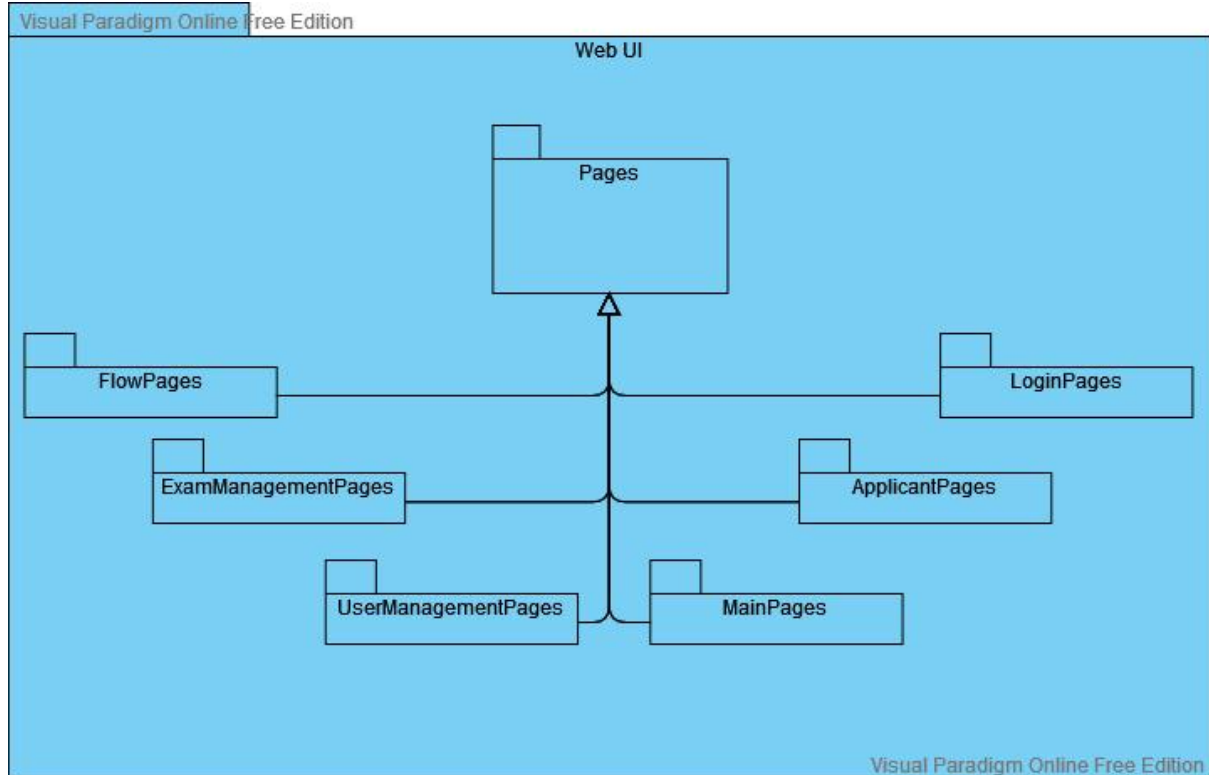 Visual Paradigm Online Free Edition
Web UI
Pages
FlowPages
LoginPages
ExamManagementPages
ApplicantPages
UserManagementPages
MainPages
Visual Paradigm Online Free Edition